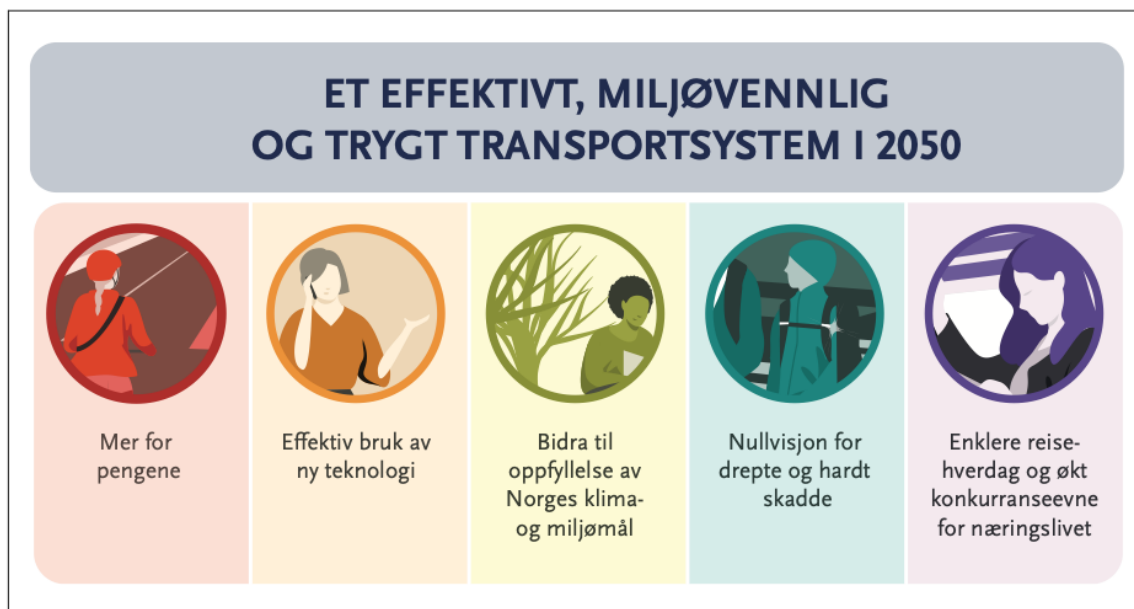 ET EFFEKTIVT, MILJØVENNLIG
OG TRYGT TRANSPORTSYSTEM I 2050
Mer for
pengene
Effektiv bruk av
ny teknologi
Bidra til
oppfyllelse av
Norges klima-
og miljømål
Nullvisjon for
drepte og hardt
skadde
Enklere reise-
hverdag og økt
konkurranseevne
for næringslivet